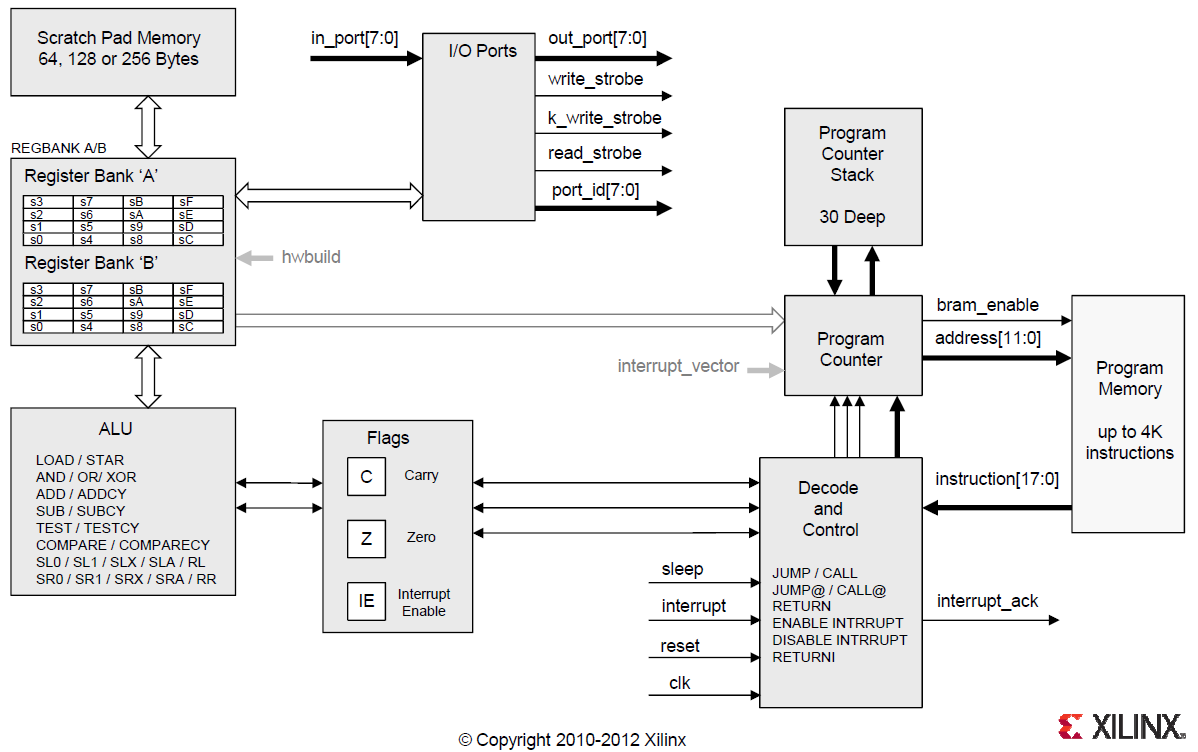 Scratch Pad Memory
64, 128 or 256 Bytes
in_port[7:0]
I/O Ports
out_port[7:0]
write_strobe
k_write_strobe
read_strobe
port_id[7:0]
REGBANK A/B
Register Bank ‘A’
s3 s7 sB sF
s2 s6 sA sE
s1 s5 s9 sD
s0 s4 s8 sC
Register Bank ‘B’
s3 s7 sB sF
s2 s6 sA sE
s1 s5 s9 sD
s0 s4 s8 sC
hwbuild
Program
Counter
Stack
30 Deep
Program
Counter
interrupt_vector
bram_enable
address[11:0]
Program
Memory
up to 4K
instructions
instruction[17:0]
ALU
LOAD / STAR
AND / OR/ XOR
ADD / ADDCY
SUB / SUBCY
TEST / TESTCY
COMPARE / COMPARECY
SL0 / SL1 / SLX / SLA / RL
SR0 / SR1 / SRX / SRA / RR
Flags
C Carry
Z Zero
IE Interrupt
Enable
Decode
and
Control
JUMP / CALL
JUMP@ / CALL@
RETURN
ENABLE INTRRUPT
DISABLE INTRRUPT
RETURNI
sleep
interrupt
reset
clk
interrupt_ack
© Copyright 2010-2012 Xilinx
XILINX